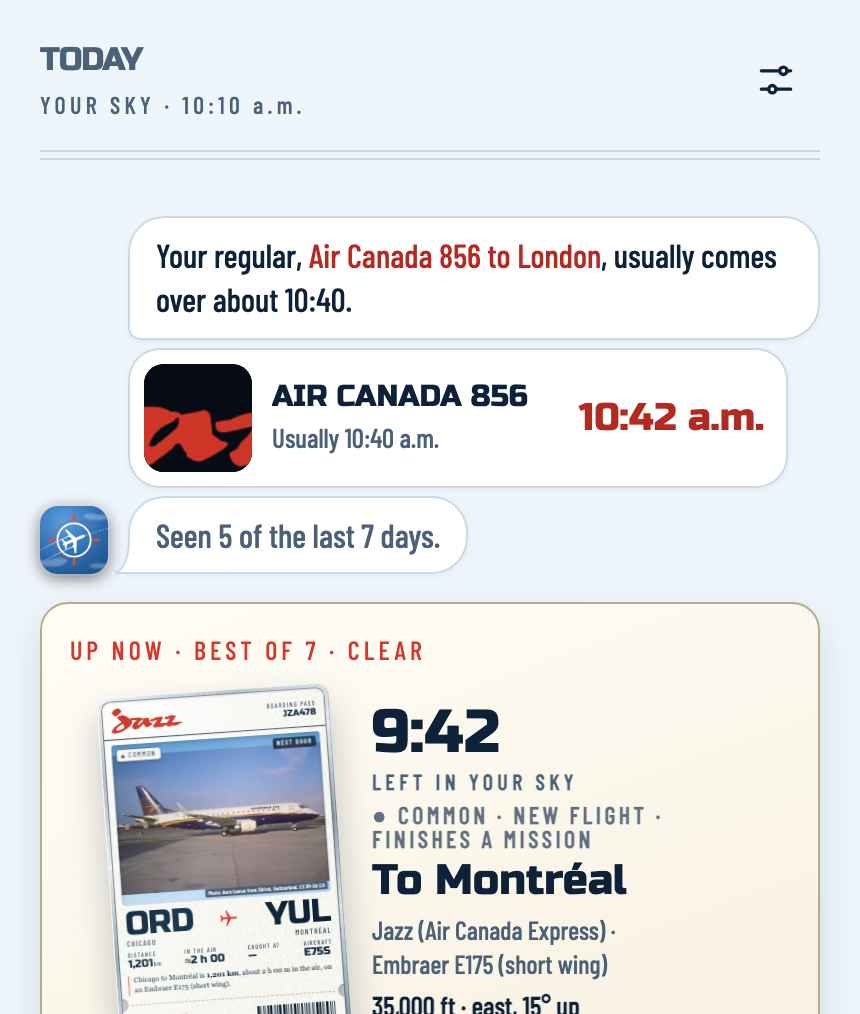 TODAY
YOUR SKY · 10:10 a.m.
Your regular, Air Canada 856 to London, usually comes
over about 10:40.
AIR CANADA 856
Usually 10:40 a.m.
10:42 a.m.
Seen 5 of the last 7 days.
UP NOW · BEST OF 7 · CLEAR
Jazz
BOARDING PASS
JZA478
● COMMON
NEXT DOOR
ORD
YUL
CHICAGO
MONTRÉAL
DISTANCE
IN THE AIR
CAUGHT AT
AIRCRAFT
1,201km
≈2 h 00
—
E75S
Chicago to Montréal is 1,201 km, about 2 h 00 m in the air, on
an Embraer E175 (short wing).
9:42
LEFT IN YOUR SKY
● COMMON · NEW FLIGHT ·
FINISHES A MISSION
To Montréal
Jazz (Air Canada Express) ·
Embraer E175 (short wing)
35,000 ft · east, 15° up